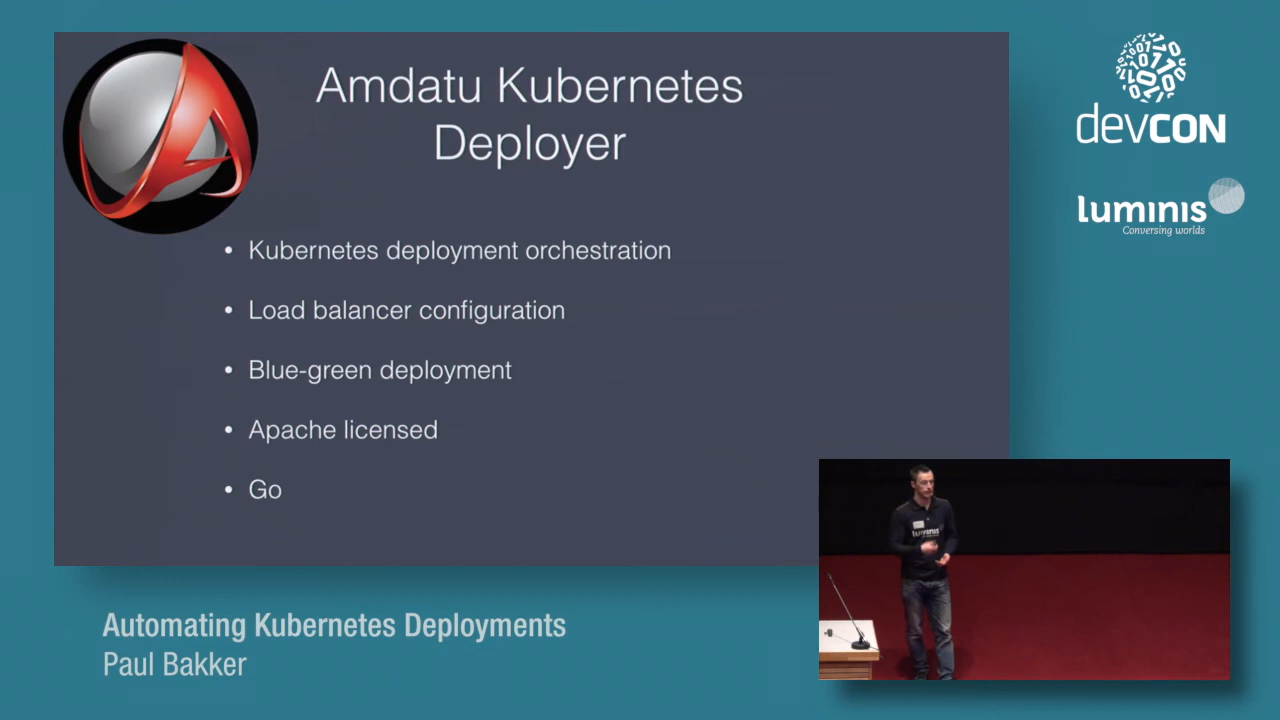 Amdatu Kubernetes
Deployer
• Kubernetes deployment orchestration
• Load balancer configuration
• Blue-green deployment
• Apache licensed
• Go
devCON
luminis
Conversing worlds
luminis
Automating Kubernetes Deployments
Paul Bakker